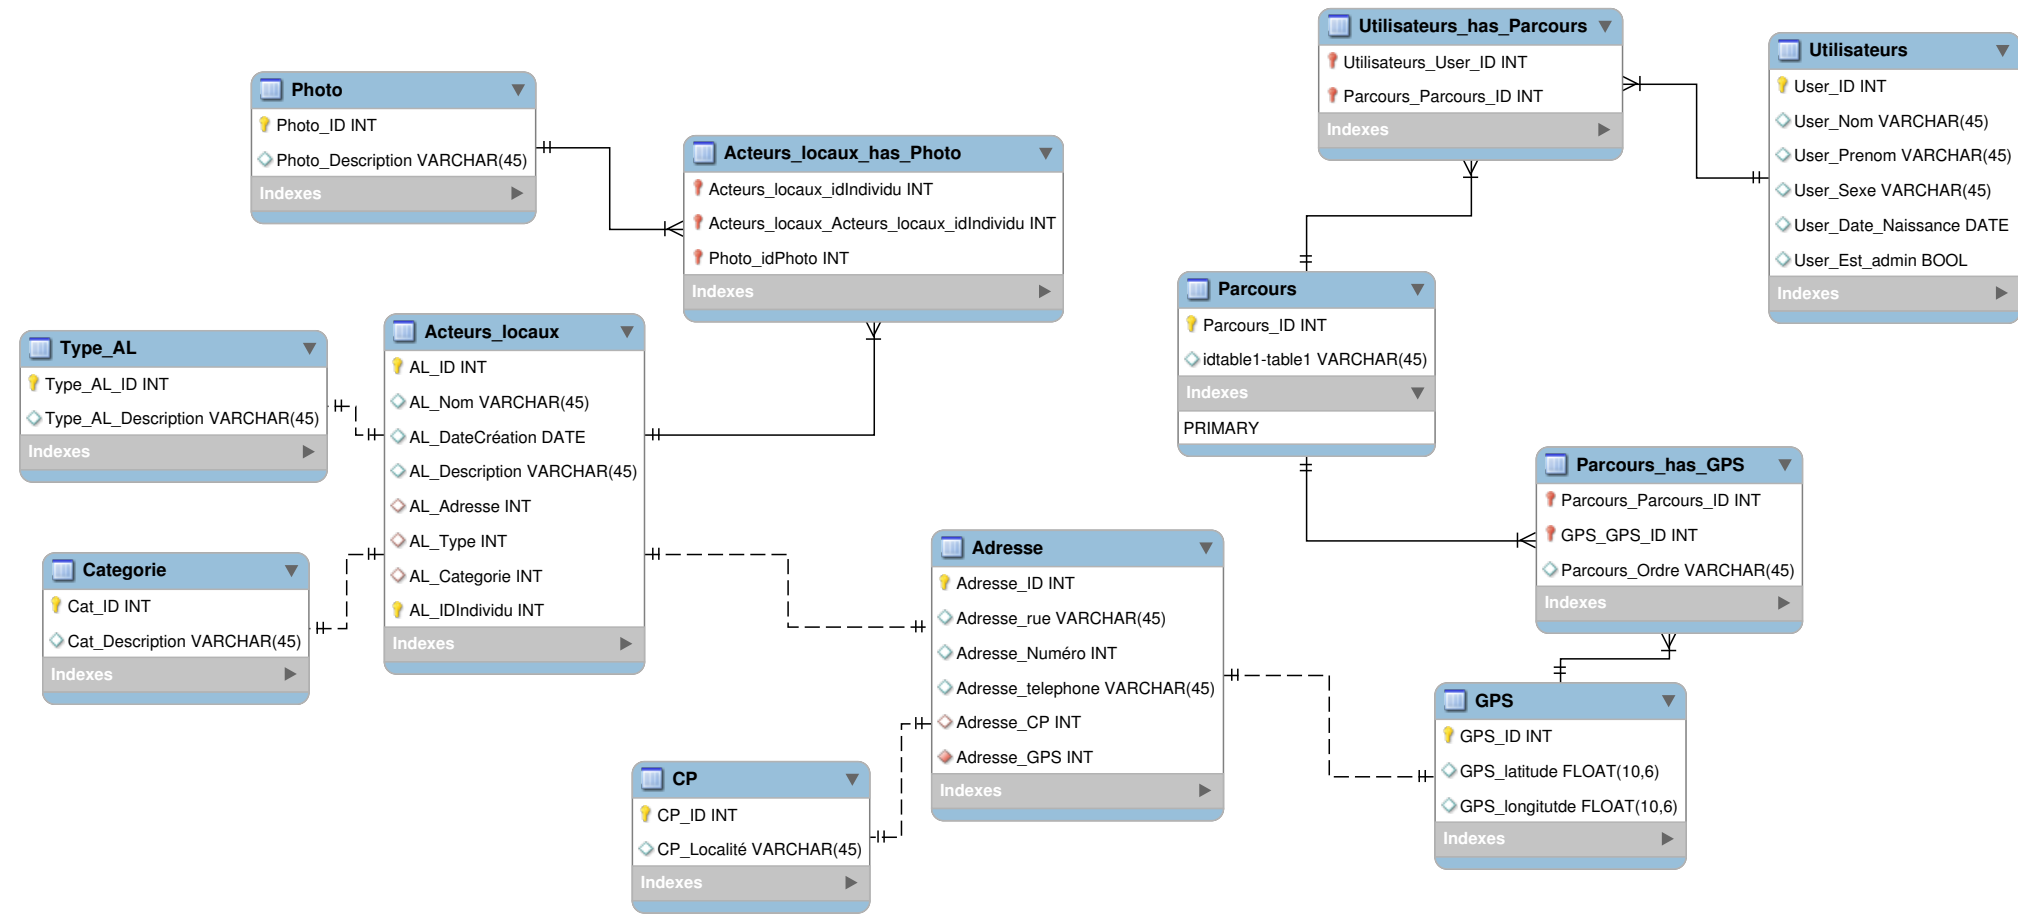 Utilisateurs_has_Parcours
Utilisateurs_User_ID INT
Parcours_Parcours_ID INT
Indexes
Utilisateurs
User_ID INT
User_Nom VARCHAR(45)
User_Prenom VARCHAR(45)
User_Sexe VARCHAR(45)
User_Date_Naissance DATE
User_Est_admin BOOL
Indexes
Photo
Photo_ID INT
Photo_Description VARCHAR(45)
Indexes
Acteurs_locaux_has_Photo
Acteurs_locaux_idIndividu INT
Acteurs_locaux_Acteurs_locaux_idIndividu INT
Photo_idPhoto INT
Indexes
Parcours
Parcours_ID INT
idtable1-table1 VARCHAR(45)
Indexes
PRIMARY
Type_AL
Type_AL_ID INT
Type_AL_Description VARCHAR(45)
Indexes
Acteurs_locaux
AL_ID INT
AL_Nom VARCHAR(45)
AL_DateCréation DATE
AL_Description VARCHAR(45)
AL_Adresse INT
AL_Type INT
AL_Categorie INT
AL_IDIndividu INT
Indexes
Parcours_has_GPS
Parcours_Parcours_ID INT
GPS_GPS_ID INT
Parcours_Ordre VARCHAR(45)
Indexes
Categorie
Cat_ID INT
Cat_Description VARCHAR(45)
Indexes
Adresse
Adresse_ID INT
Adresse_rue VARCHAR(45)
Adresse_Numéro INT
Adresse_telephone VARCHAR(45)
Adresse_CP INT
Adresse_GPS INT
Indexes
GPS
GPS_ID INT
GPS_latitude FLOAT(10,6)
GPS_longitutde FLOAT(10,6)
Indexes
CP
CP_ID INT
CP_Localité VARCHAR(45)
Indexes